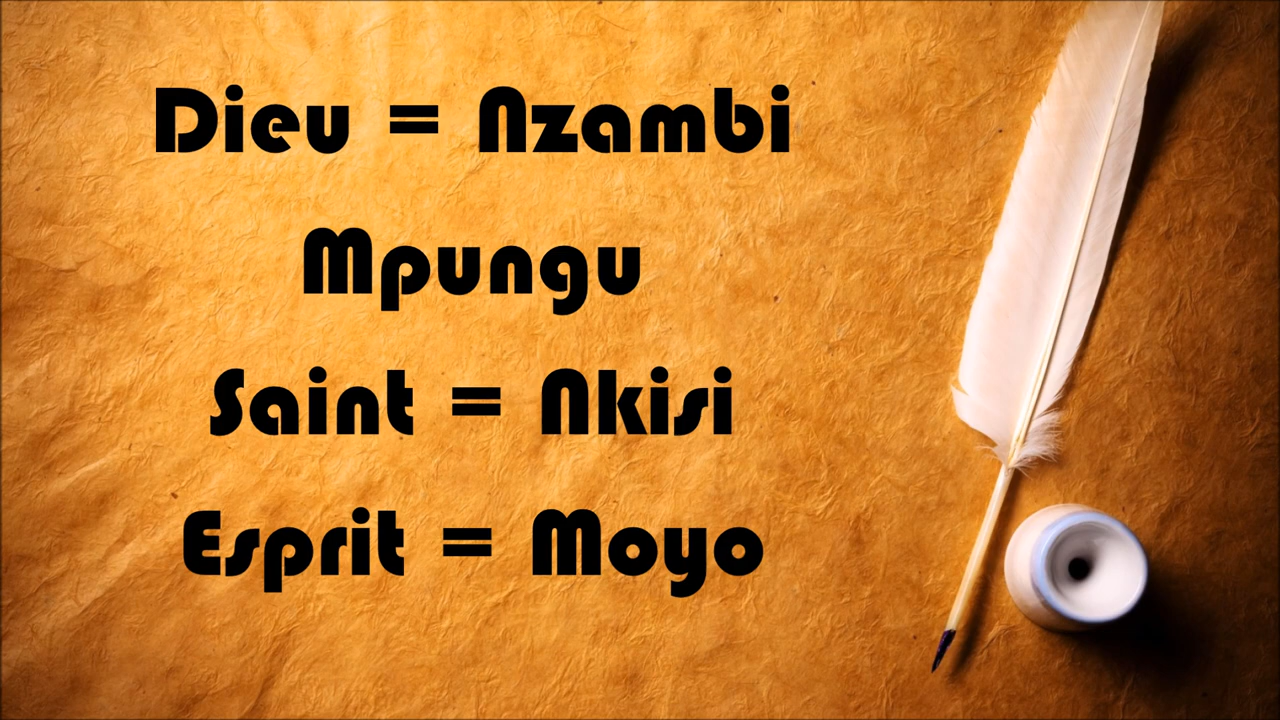 Dieu = Nzambi
Mpungu
Saint = Nkisi
Esprit = Moyo